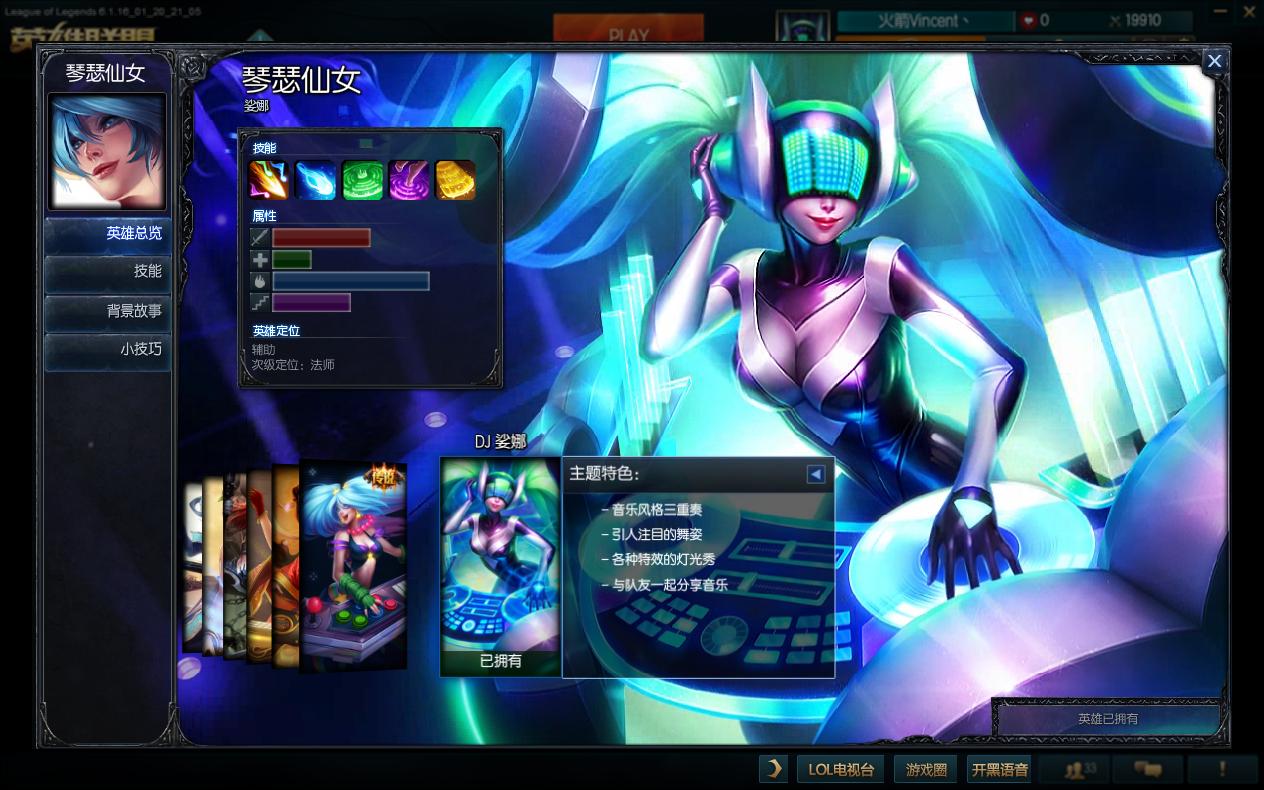 League of Legends 6.1.16_01_20_21_05
英雄联盟
PLAY
火箭Vincent丶
0
19910
琴瑟仙女
英雄总览
技能
背景故事
小技巧
琴瑟仙女
娑娜
技能
属性
英雄定位
辅助
次级定位：法师
传说
DJ 娑娜
已拥有
主题特色：
– 音乐风格三重奏
– 引人注目的舞姿
– 各种特效的灯光秀
– 与队友一起分享音乐
英雄已拥有
LOL电视台
游戏圈
开黑语音
33